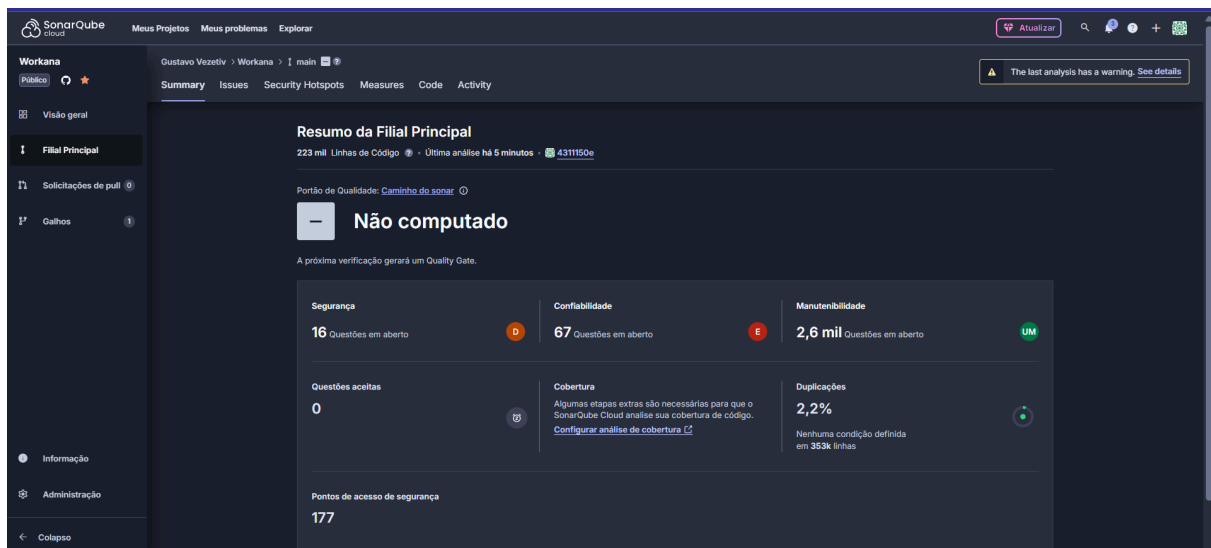 SonarQube cloud
Meus Projetos Meus problemas Explorar
Atualizar
3
Workana
Público
Gustavo Vezetiv > Workana > main
Summary Issues Security Hotspots Measures Code Activity
The last analysis has a warning. See details
Visão geral
Filial Principal
Solicitações de pull 0
Galhos 1
Resumo da Filial Principal
223 mil Linhas de Código • Última análise há 5 minutos • 4311150e
Portão de Qualidade: Caminho do sonar
Não computado
A próxima verificação gerará um Quality Gate.
Segurança
16 Questões em aberto
D
Confiabilidade
67 Questões em aberto
E
Manutenibilidade
2,6 mil Questões em aberto
UM
Questões aceitas
0
Cobertura
Algumas etapas extras são necessárias para que o
SonarQube Cloud analise sua cobertura de código.
Configurar análise de cobertura
Duplicações
2,2%
Nenhuma condição definida
em 353k linhas
Pontos de acesso de segurança
177
Informação
Administração
Colapso